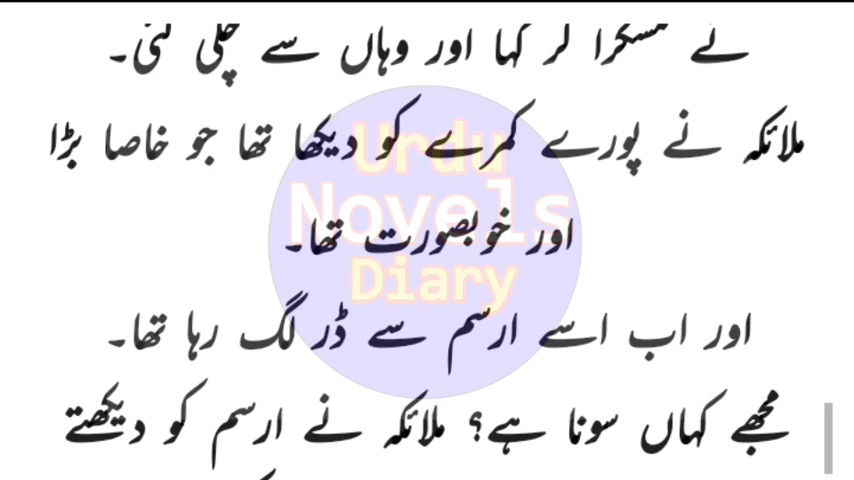 نے مسکرا کر کہا اور وہاں سے چلی گئی۔
ملائکہ نے پورے کمرے کو دیکھا تھا جو خاصا بڑا
اور خوبصورت تھا۔
اور اب اسے ارسم سے ڈر لگ رہا تھا۔
مجھے کہاں سونا ہے؟ ملائکہ نے ارسم کو دیکھتے
Urdu
Novels
Diary